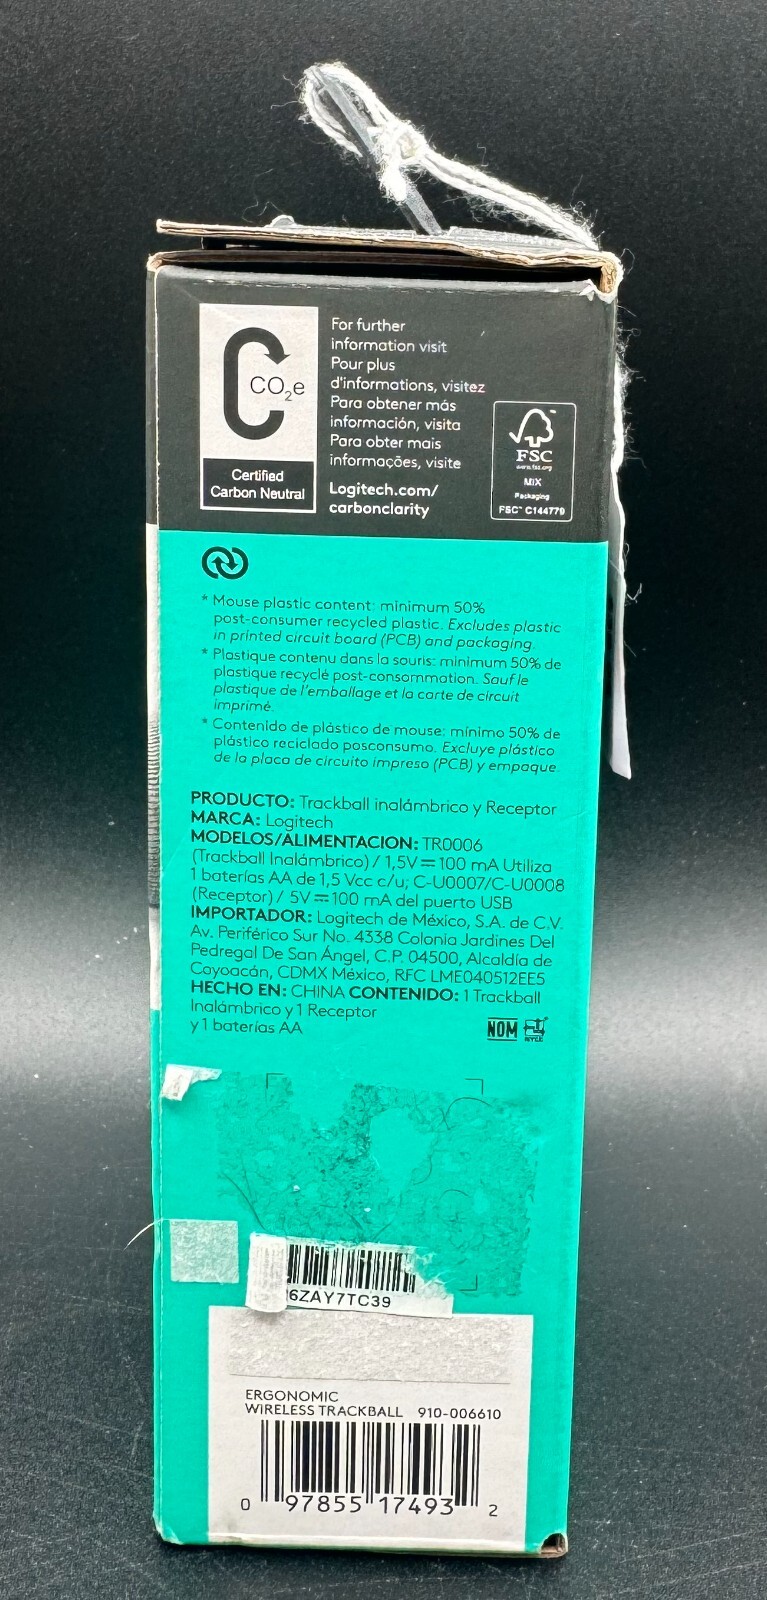 CO2e
Certified
Carbon Neutral
For further
information visit
Pour plus
d'informations, visitez
Para obtener más
información, visita
Para obter mais
informações, visite
Logitech.com/
carbonclarity
FSC
www.fsc.org
MIX
Packaging
FSC™ C144779
* Mouse plastic content: minimum 50%
post-consumer recycled plastic. Excludes plastic
in printed circuit board (PCB) and packaging.
* Plastique contenu dans la souris: minimum 50% de
plastique recyclé post-consommation. Sauf le
plastique de l'emballage et la carte de circuit
imprimé.
* Contenido de plástico de mouse: mínimo 50% de
plástico reciclado posconsumo. Excluye plástico
de la placa de circuito impreso (PCB) y empaque.
PRODUCTO: Trackball inalámbrico y Receptor
MARCA: Logitech
MODELOS/ALIMENTACION: TR0006
(Trackball Inalámbrico) / 1,5V⎓100 mA Utiliza
1 baterías AA de 1,5 Vcc c/u; C-U0007/C-U0008
(Receptor) / 5V⎓100 mA del puerto USB
IMPORTADOR: Logitech de México, S.A. de C.V.
Av. Periférico Sur No. 4338 Colonia Jardines Del
Pedregal De San Ángel, C.P. 04500, Alcaldía de
Coyoacán, CDMX México, RFC LME040512EE5
HECHO EN: CHINA CONTENIDO: 1 Trackball
Inalámbrico y 1 Receptor
y 1 baterías AA
NOM NYCE
6ZAY7TC39
ERGONOMIC
WIRELESS TRACKBALL 910-006610
0 97855 17493 2